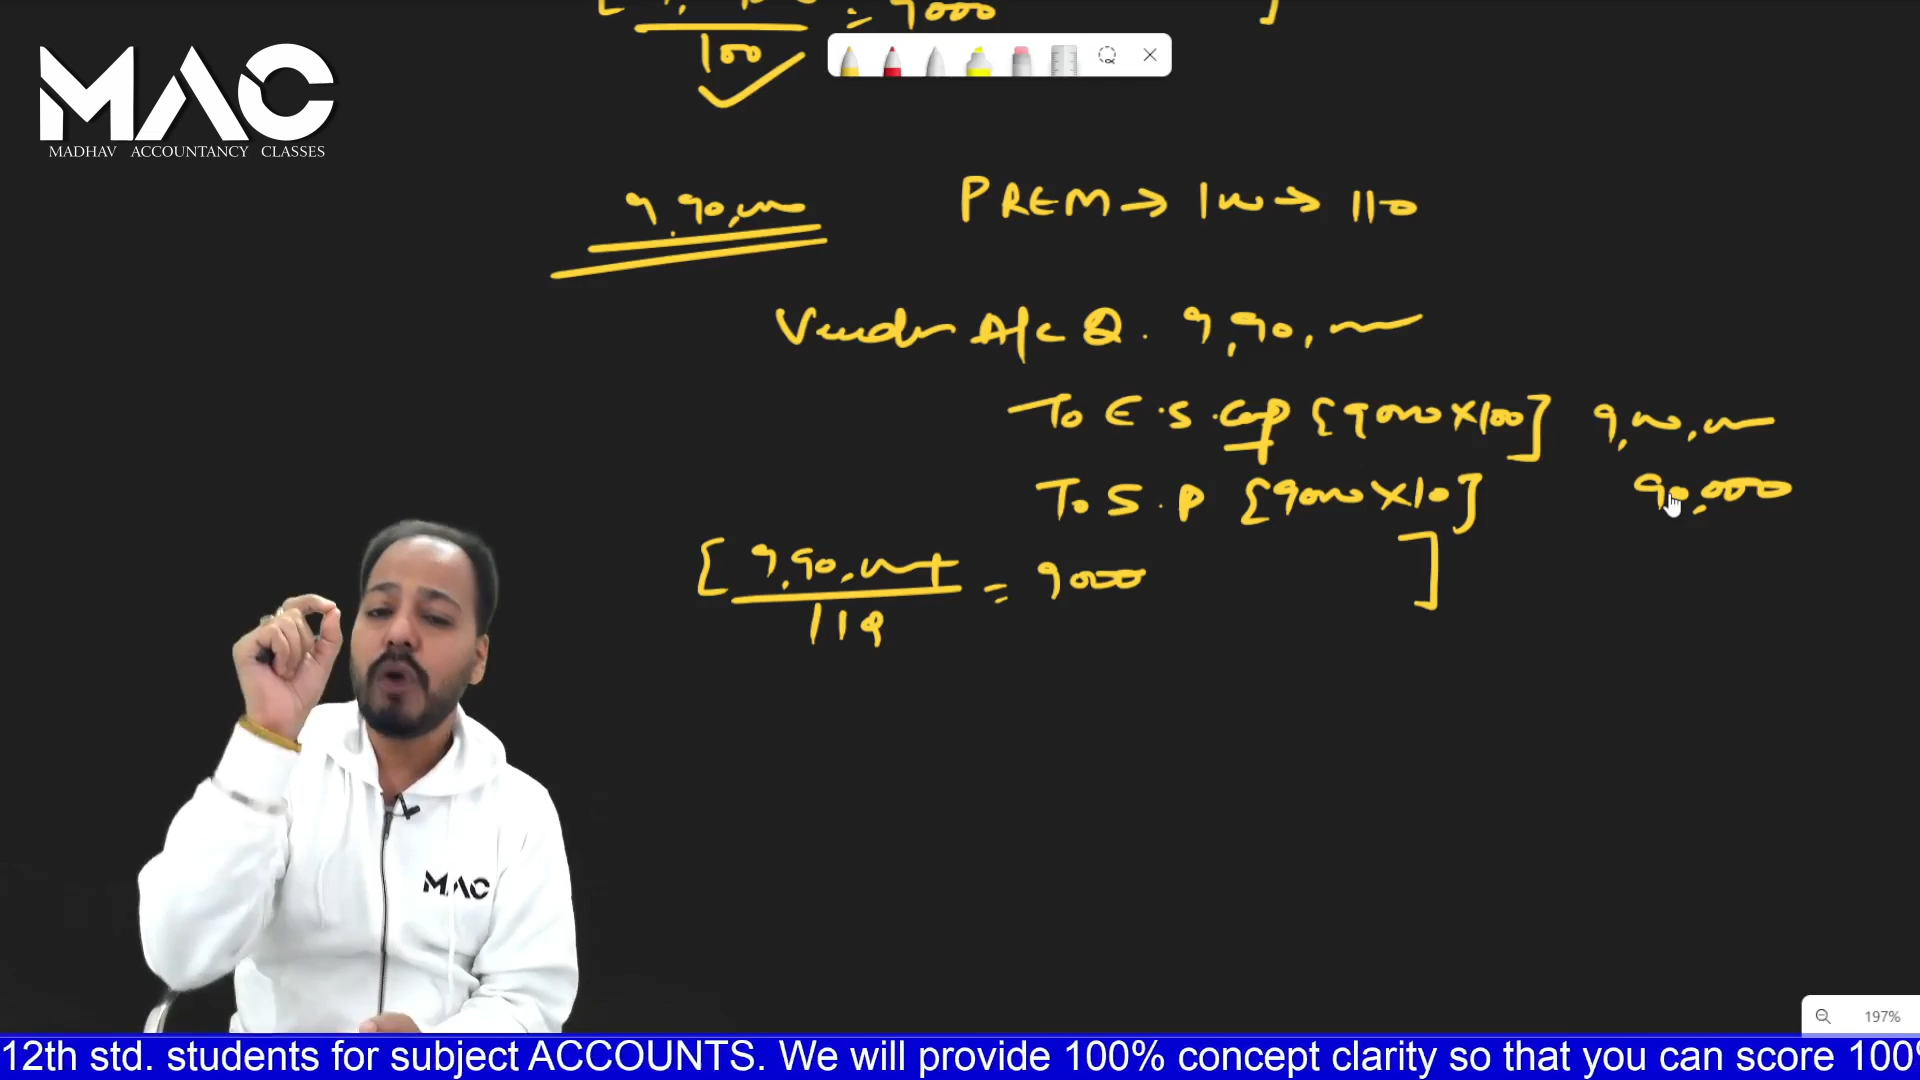 [ = 9000 ]
100
MAC
MADHAV ACCOUNTANCY CLASSES
9,90,000 PREM → 100 → 110
Vendor A/c Dr. 9,90,000
To E.S.Cap [9000 X 100] 9,00,000
To S.P [9000 X 10] 90,000
[ 9,90,000 = 9000 ]
110
MAC
197%
12th std. students for subject ACCOUNTS. We will provide 100% concept clarity so that you can score 100%